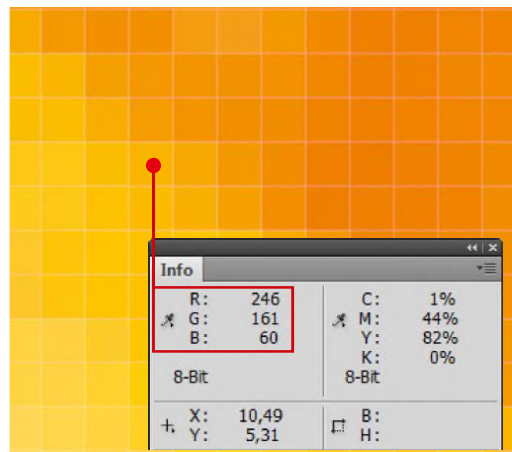 Info
R: 246 C: 1%
G: 161 M: 44%
B: 60 Y: 82%
K: 0%
8-Bit 8-Bit
X: 10,49 B:
Y: 5,31 H: